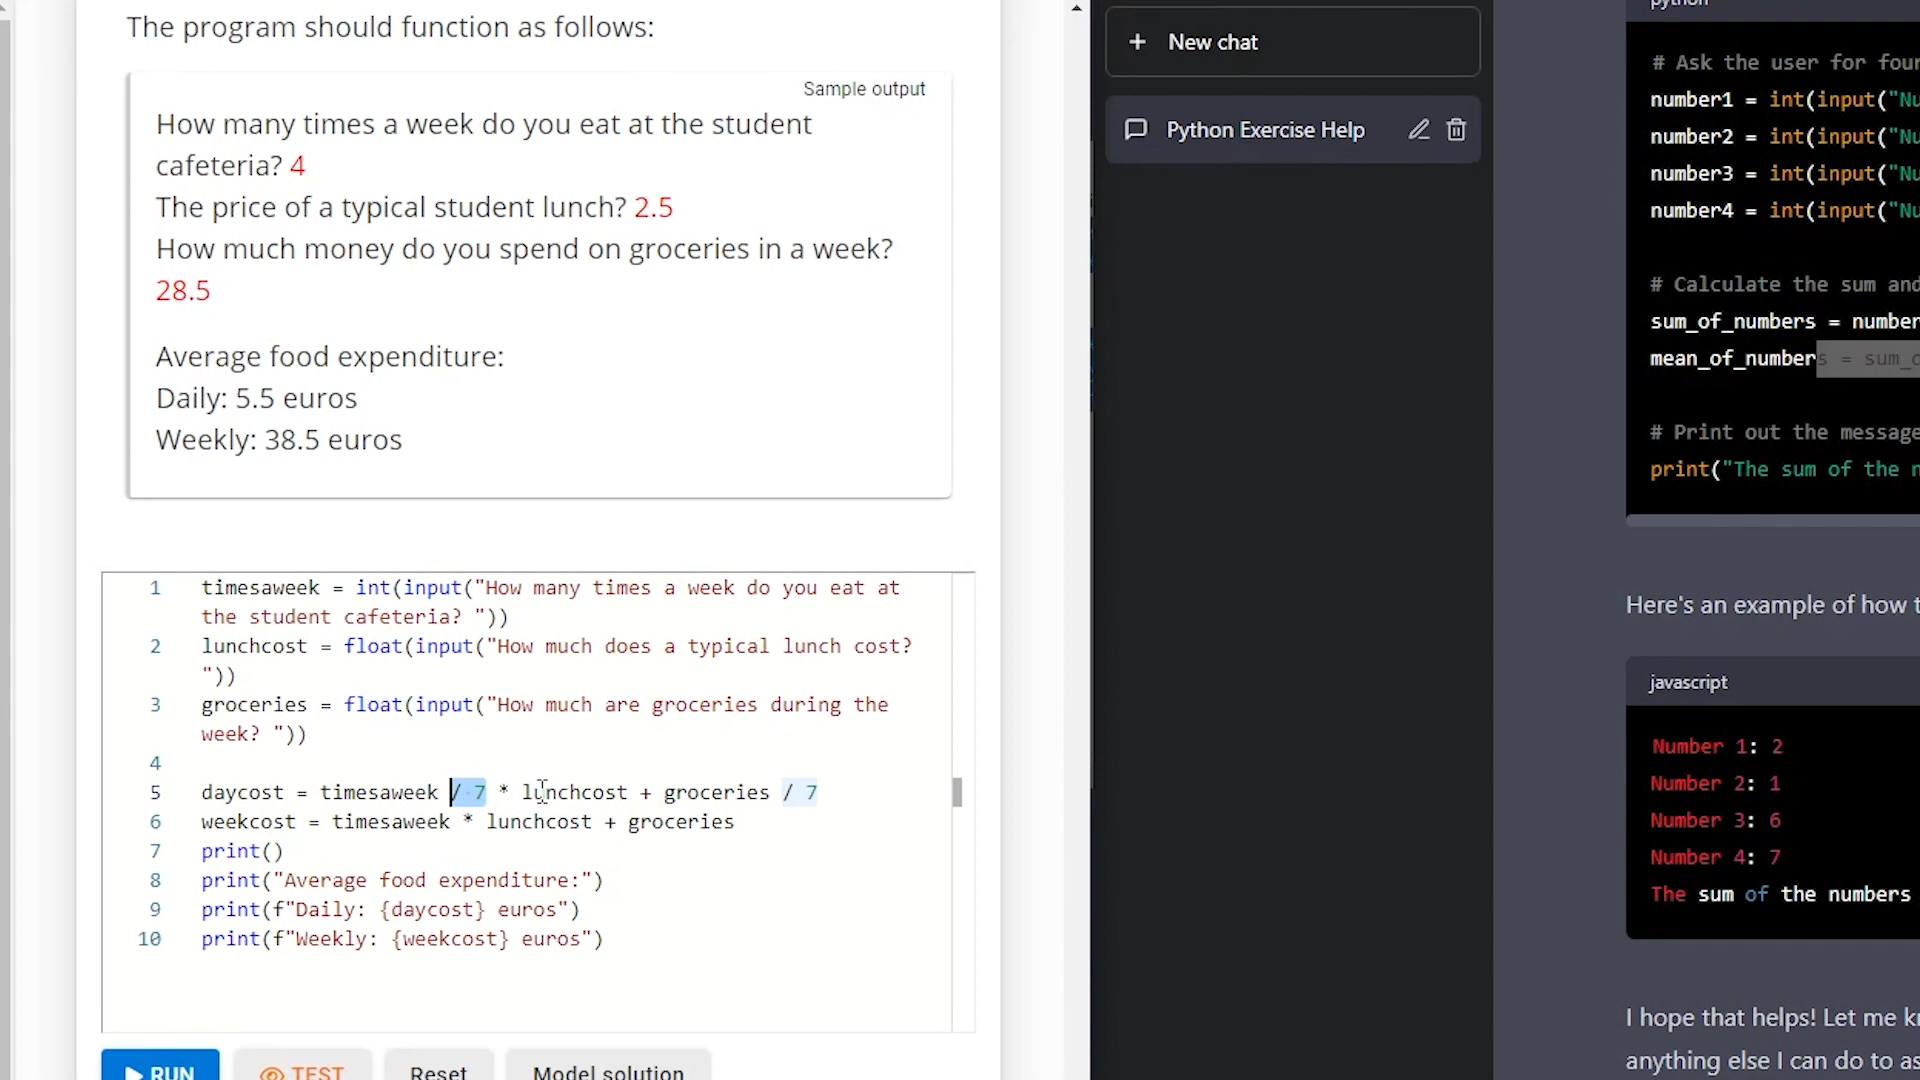 The program should function as follows:
Sample output
How many times a week do you eat at the student
cafeteria? 4
The price of a typical student lunch? 2.5
How much money do you spend on groceries in a week?
28.5
Average food expenditure:
Daily: 5.5 euros
Weekly: 38.5 euros
1 timesaweek = int(input("How many times a week do you eat at
the student cafeteria? "))
2 lunchcost = float(input("How much does a typical lunch cost?
"))
3 groceries = float(input("How much are groceries during the
week? "))
4
5 daycost = timesaweek / 7 * lunchcost + groceries / 7
6 weekcost = timesaweek * lunchcost + groceries
7 print()
8 print("Average food expenditure:")
9 print(f"Daily: {daycost} euros")
10 print(f"Weekly: {weekcost} euros")
RUN
TEST
Reset
Model solution
+ New chat
Python Exercise Help
python
# Ask the user for four
number1 = int(input("Nu
number2 = int(input("Nu
number3 = int(input("Nu
number4 = int(input("Nu
# Calculate the sum and
sum_of_numbers = number
mean_of_numbers = sum_o
# Print out the message
print("The sum of the n
Here's an example of how t
javascript
Number 1: 2
Number 2: 1
Number 3: 6
Number 4: 7
The sum of the numbers
I hope that helps! Let me kn
anything else I can do to as